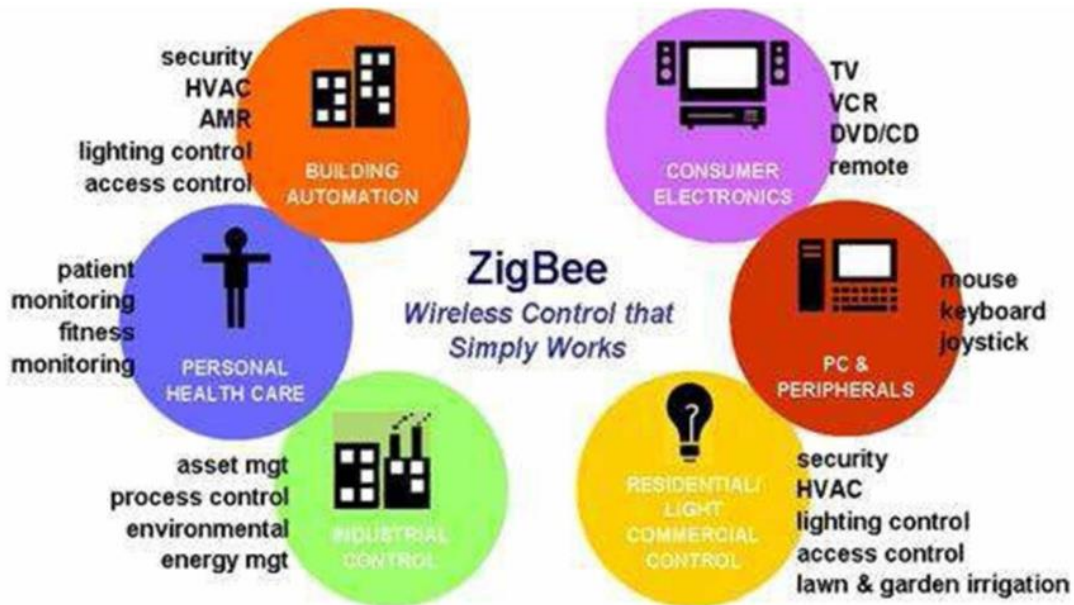 security
HVAC
AMR
lighting control
access control
BUILDING
AUTOMATION
TV
VCR
DVD/CD
remote
CONSUMER
ELECTRONICS
patient
monitoring
fitness
monitoring
PERSONAL
HEALTH CARE
ZigBee
Wireless Control that
Simply Works
mouse
keyboard
joystick
PC &
PERIPHERALS
asset mgt
process control
environmental
energy mgt
INDUSTRIAL
CONTROL
?
RESIDENTIAL/
LIGHT
COMMERCIAL
CONTROL
security
HVAC
lighting control
access control
lawn & garden irrigation